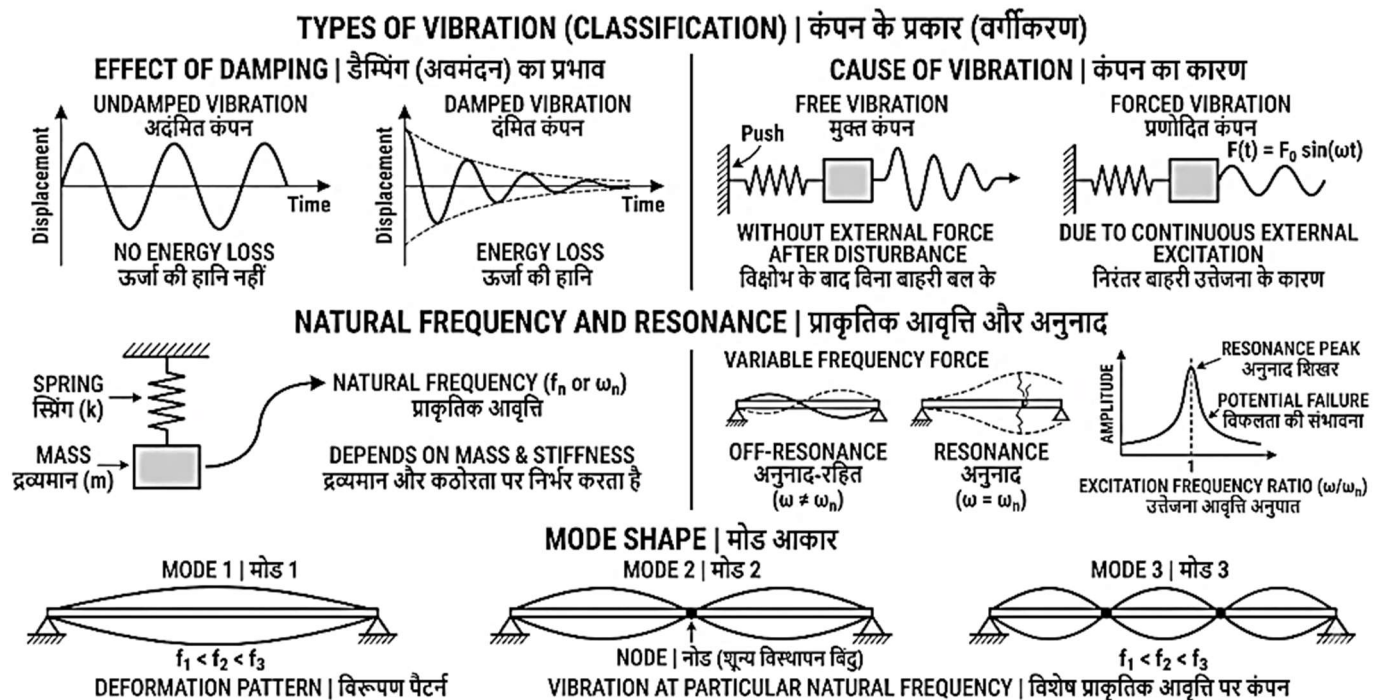 TYPES OF VIBRATION (CLASSIFICATION) | कंपन के प्रकार (वर्गीकरण)
EFFECT OF DAMPING | डैम्पिंग (अवमंदन) का प्रभाव
UNDAMPED VIBRATION
अदंमित कंपन
Displacement
Time
NO ENERGY LOSS
ऊर्जा की हानि नहीं
DAMPED VIBRATION
दंमित कंपन
Displacement
Time
ENERGY LOSS
ऊर्जा की हानि
CAUSE OF VIBRATION | कंपन का कारण
FREE VIBRATION
मुक्त कंपन
Push
WITHOUT EXTERNAL FORCE
AFTER DISTURBANCE
विक्षोभ के बाद विना बाहरी बल के
FORCED VIBRATION
प्रणोदित कंपन
F(t) = F₀ sin(ωt)
DUE TO CONTINUOUS EXTERNAL
EXCITATION
निरंतर बाहरी उत्तेजना के कारण
NATURAL FREQUENCY AND RESONANCE | प्राकृतिक आवृत्ति और अनुनाद
SPRING
स्प्रिंग (k)
MASS
द्रव्यमान (m)
NATURAL FREQUENCY (fₙ or ωₙ)
प्राकृतिक आवृत्ति
DEPENDS ON MASS & STIFFNESS
द्रव्यमान और कठोरता पर निर्भर करता है
VARIABLE FREQUENCY FORCE
OFF-RESONANCE
अनुनाद-रहित
(ω ≠ ωₙ)
RESONANCE
अनुनाद
(ω = ωₙ)
AMPLITUDE
RESONANCE PEAK
अनुनाद शिखर
POTENTIAL FAILURE
विफलता की संभावना
1
EXCITATION FREQUENCY RATIO (ω/ωₙ)
उत्तेजना आवृत्ति अनुपात
MODE SHAPE | मोड आकार
MODE 1 | मोड 1
f₁ < f₂ < f₃
DEFORMATION PATTERN | विरूपण पैटर्न
MODE 2 | मोड 2
NODE | नोड (शून्य विस्थापन बिंदु)
MODE 3 | मोड 3
f₁ < f₂ < f₃
VIBRATION AT PARTICULAR NATURAL FREQUENCY | विशेष प्राकृतिक आवृत्ति पर कंपन